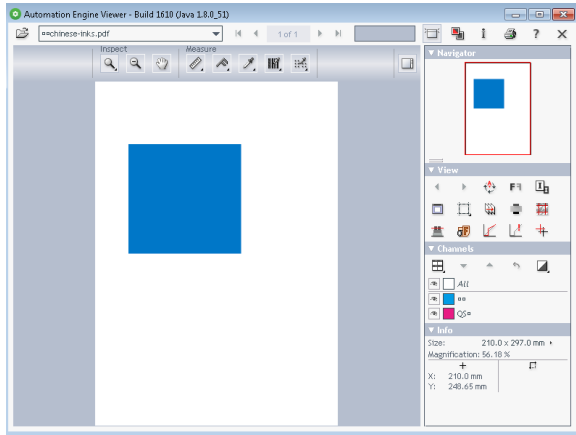 Automation Engine Viewer - Build 1610 (Java 1.8.0_51)
¤¤chinese-inks.pdf
1 of 1
Inspect
Measure
Navigator
View
Channels
All
¤¤
QS¤
Info
Size: 210.0 x 297.0 mm
Magnification: 56.18 %
X: 210.0 mm
Y: 248.65 mm